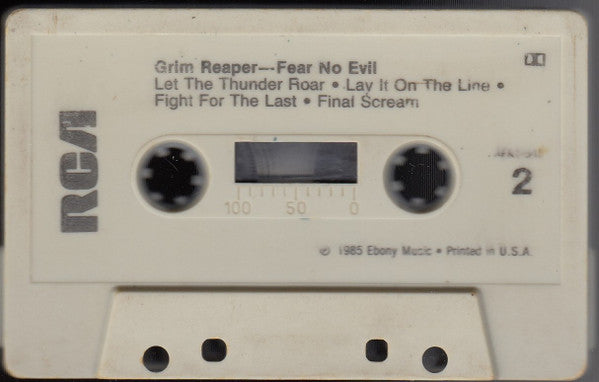 Grim Reaper—Fear No Evil
Let The Thunder Roar • Lay It On The Line •
Fight For The Last • Final Scream
RCA
2
100 50 0
℗ 1985 Ebony Music • Printed in U.S.A.